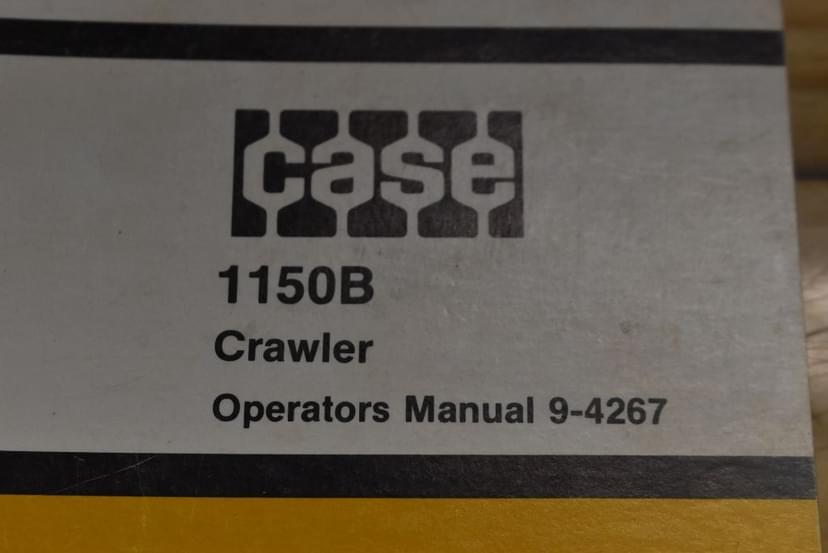 case
1150B
Crawler
Operators Manual 9-4267